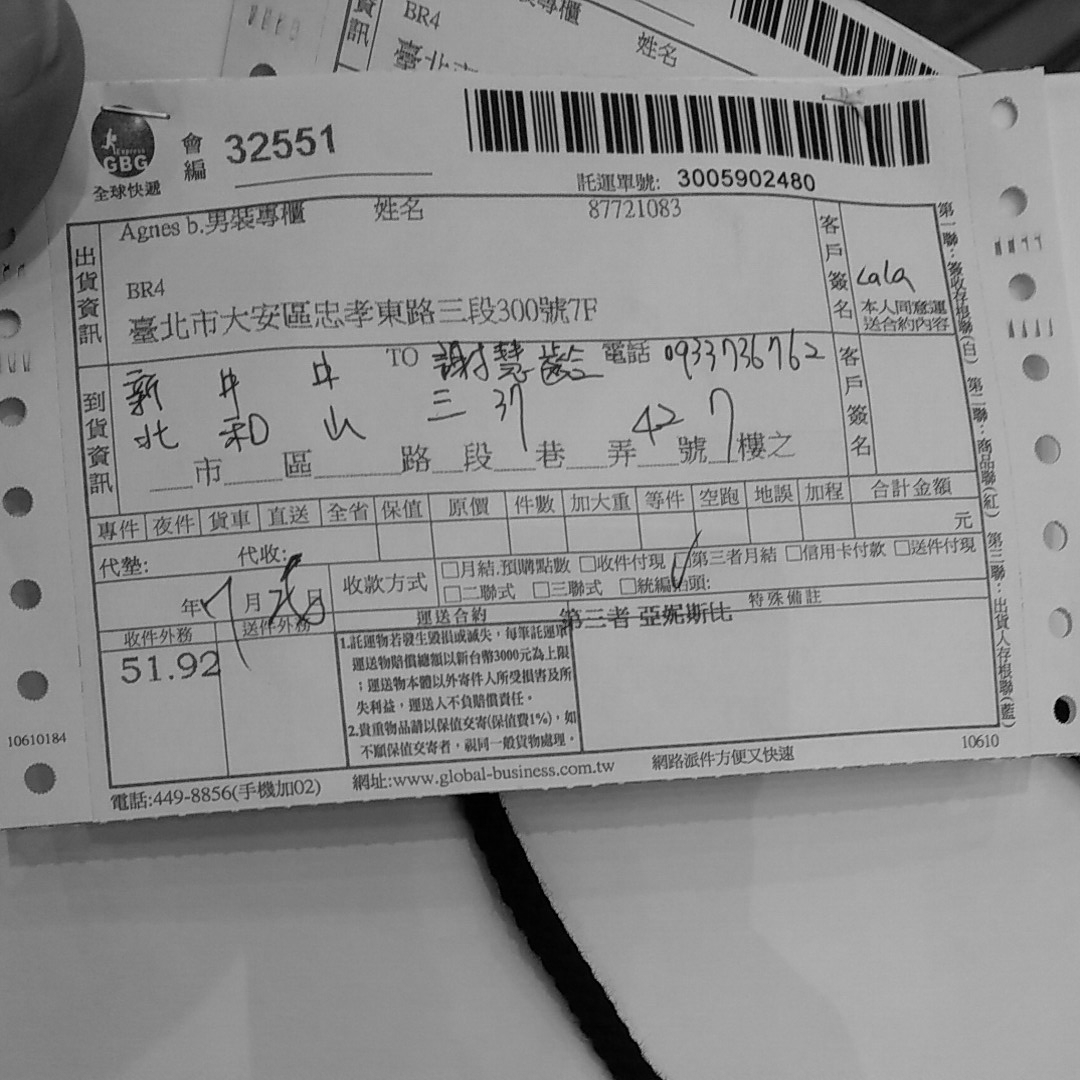 資訊 BR4 專櫃 姓名
臺北市
GBG 會編 32551
全球快遞
託運單號: 3005902480
出貨資訊 Agnes b.男裝專櫃 姓名 87721083
BR4
臺北市大安區忠孝東路三段300號7F
客戶簽名 Lala
本人同意運送合約內容
到貨資訊 TO 謝慧齡 電話 0933736762 客戶簽名
新北市 中和區 中山路 三段 37巷 弄 42號 7樓之
專件 夜件 貨車 直送 全省 保值 原價 件數 加大重 等件 空跑 地誤 加程 合計金額
元
代墊: 代收:
收款方式 □月結.預購點數 □收件付現 □第三者月結 □信用卡付款 □送件付現
□二聯式 □三聯式 □統編抬頭:
年 月 日
收件外務 送件外務 運送合約 第三者 亞妮斯比 特殊備註
51.92
1.託運物若發生毀損或滅失,每筆託運單
運送物賠償總額以新台幣3000元為上限
;運送物本體以外寄件人所受損害及所
失利益,運送人不負賠償責任。
2.貴重物品請以保值交寄(保值費1%),如
不願保值交寄者,視同一般貨物處理。
第一聯:簽收存根聯(白) 第二聯:商品聯(紅) 第三聯:出貨人存根聯(藍)
10610184
10610
電話:449-8856(手機加02) 網址:www.global-business.com.tw 網路派件方便又快速